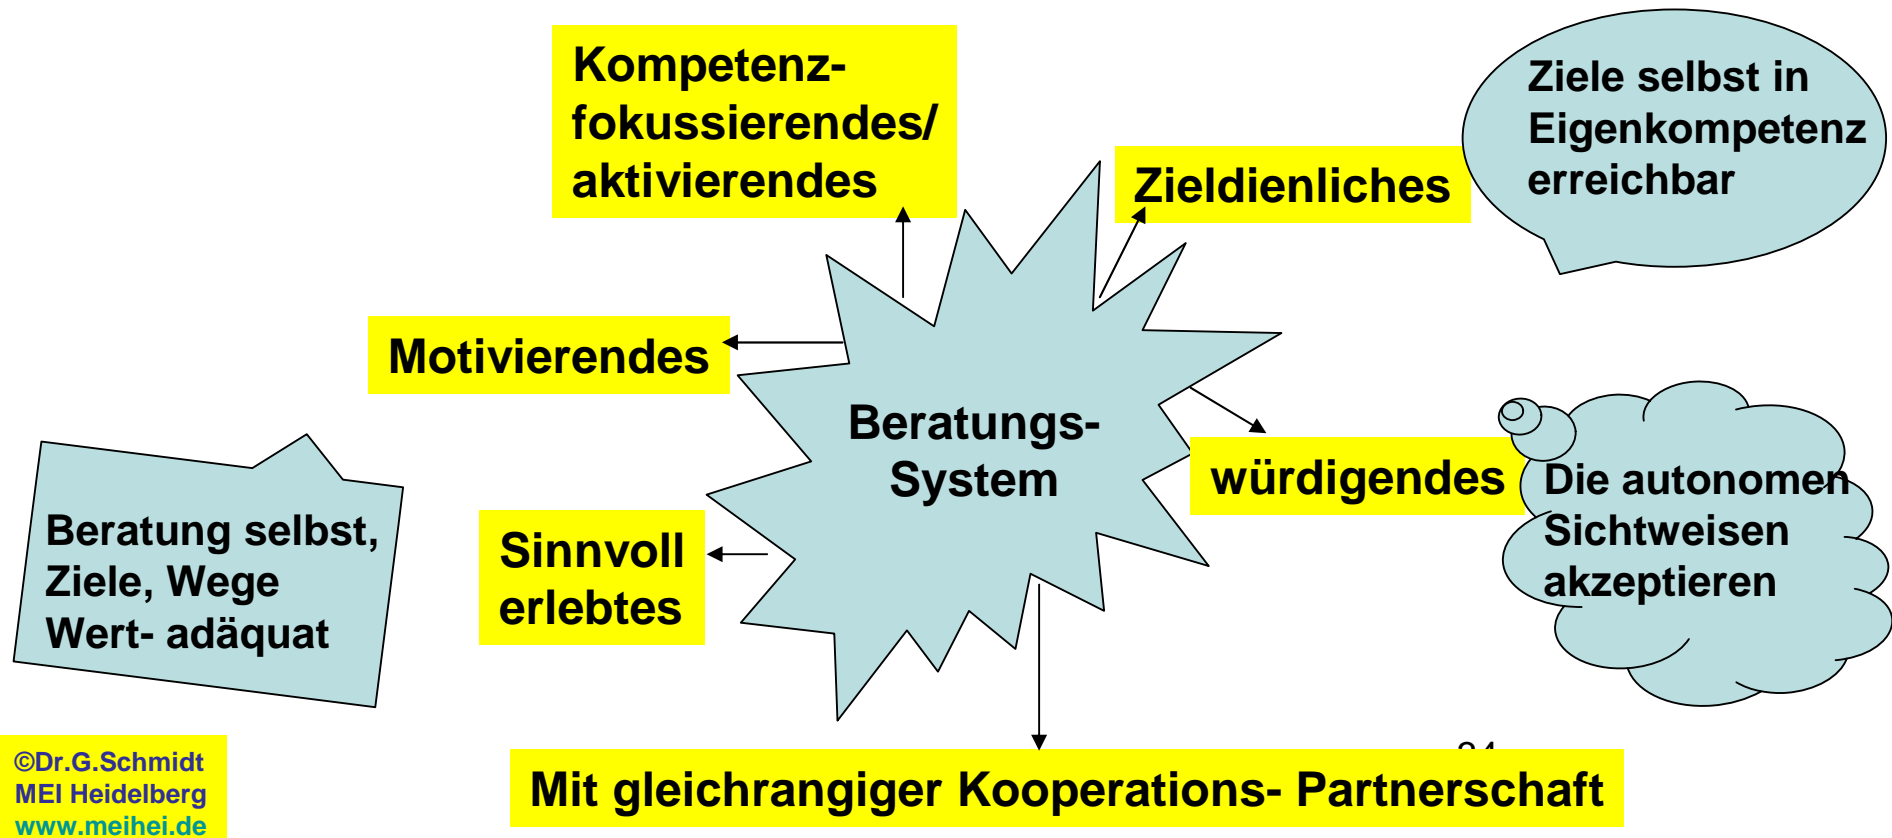 Kompetenz-
fokussierendes/
aktivierendes
Ziele selbst in
Eigenkompetenz
erreichbar
Zieldienliches
Motivierendes
Beratungs-
System
würdigendes
Die autonomen
Sichtweisen
akzeptieren
Beratung selbst,
Ziele, Wege
Wert- adäquat
Sinnvoll
erlebtes
Mit gleichrangiger Kooperations- Partnerschaft
©Dr.G.Schmidt
MEI Heidelberg
www.meihei.de